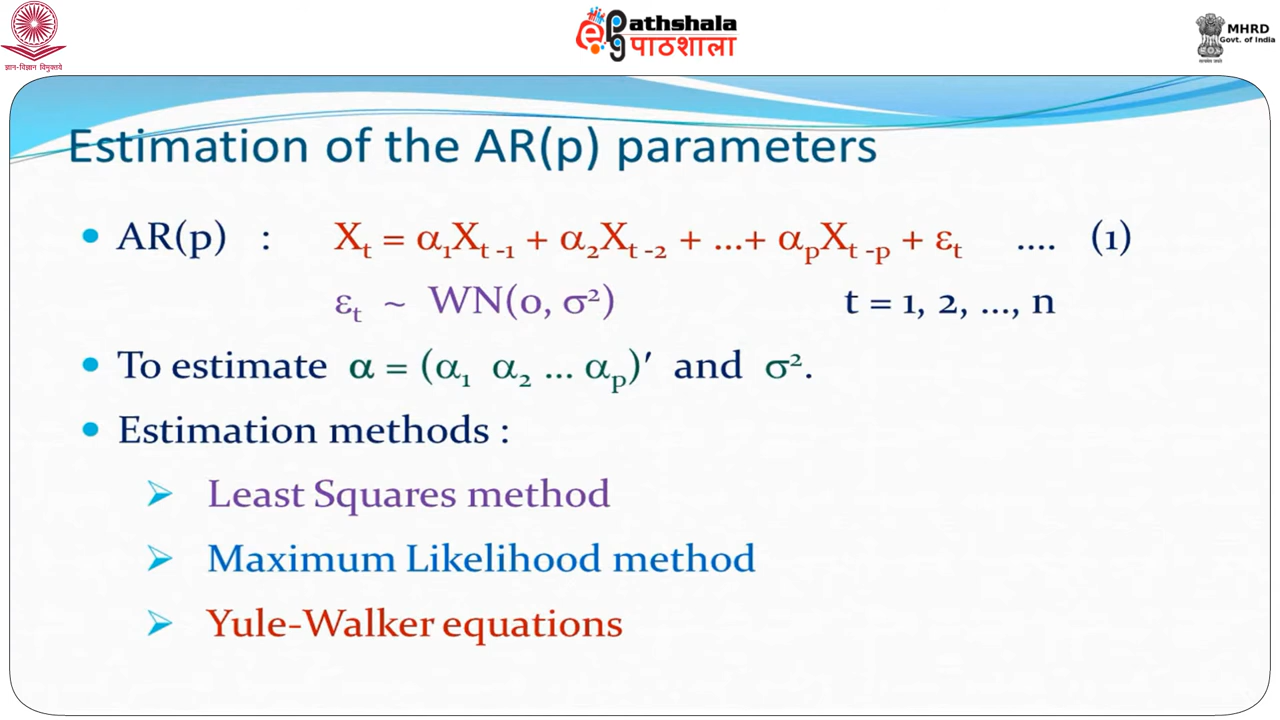 ज्ञान-विज्ञान विमुक्तये
ePathshala
पाठशाला
MHRD
Govt. of India
Estimation of the AR(p) parameters
• AR(p) : Xₜ = α₁Xₜ₋₁ + α₂Xₜ₋₂ + ...+ αₚXₜ₋ₚ + εₜ .... (1)
εₜ ~ WN(0, σ²) t = 1, 2, ..., n
• To estimate α = (α₁ α₂ ... αₚ)′ and σ².
• Estimation methods :
➢ Least Squares method
➢ Maximum Likelihood method
➢ Yule-Walker equations